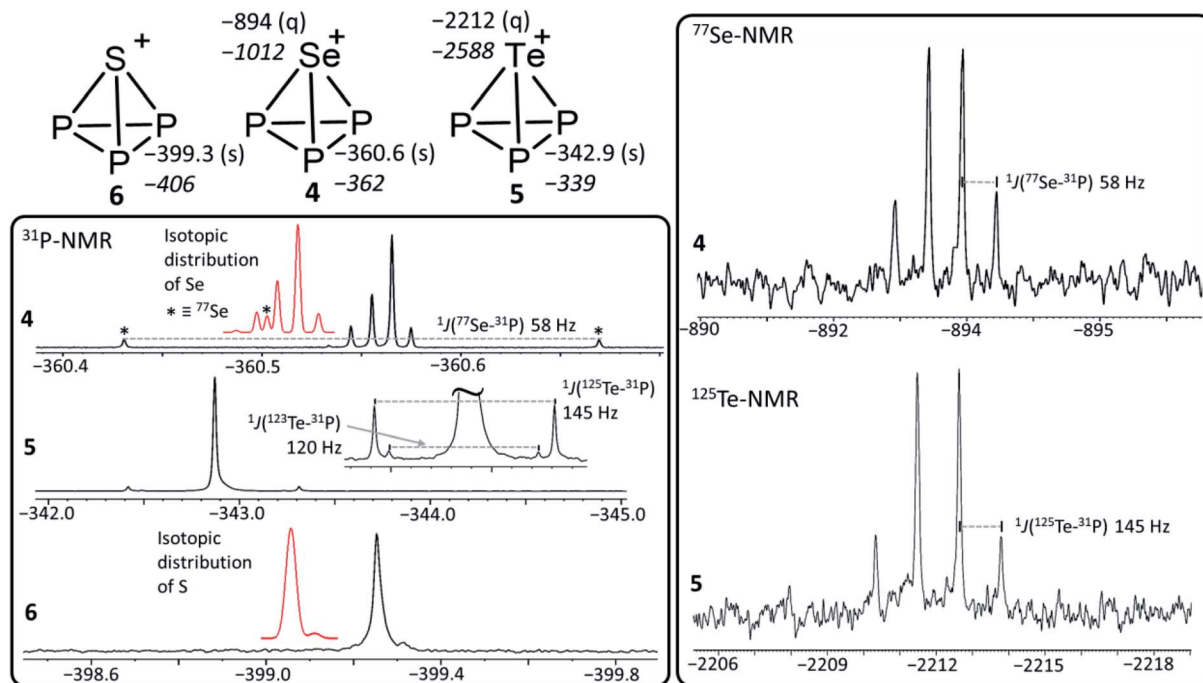 −894 (q)
−1012
−2212 (q)
−2588
S +
Se +
Te +
P P
P P
P P
P −399.3 (s)
P −360.6 (s)
P −342.9 (s)
6 −406
4 −362
5 −339
³¹P-NMR
Isotopic
distribution
of Se
* ≡ ⁷⁷Se
4
*
*
*
¹J(⁷⁷Se-³¹P) 58 Hz
−360.4 −360.5 −360.6
5
¹J(¹²³Te-³¹P)
120 Hz
¹J(¹²⁵Te-³¹P)
145 Hz
−342.0 −343.0 −344.0 −345.0
Isotopic
distribution
of S
6
−398.6 −399.0 −399.4 −399.8
⁷⁷Se-NMR
¹J(⁷⁷Se-³¹P) 58 Hz
4
−890 −892 −894 −895
¹²⁵Te-NMR
¹J(¹²⁵Te-³¹P) 145 Hz
5
−2206 −2209 −2212 −2215 −2218